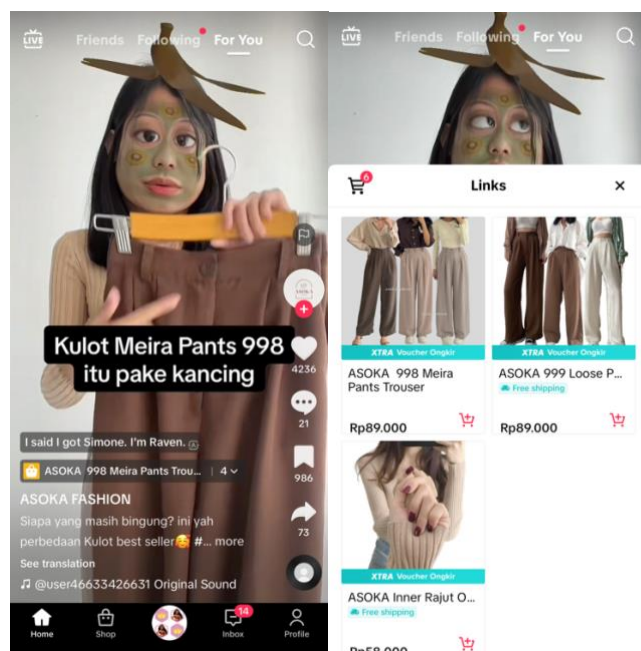 LIVE
Friends Following For You
Kulot Meira Pants 998
itu pake kancing
4236
21
986
73
I said I got Simone. I'm Raven.
ASOKA 998 Meira Pants Trou... | 4
ASOKA FASHION
Siapa yang masih bingung? ini yah
perbedaan Kulot best seller🥰 #... more
See translation
@user46633426631 Original Sound
Home
Shop
14
Inbox
Profile
LIVE
Friends Following For You
6
Links
XTRA Voucher Ongkir
ASOKA 998 Meira
Pants Trouser
Rp89.000
XTRA Voucher Ongkir
ASOKA 999 Loose P...
Free shipping
Rp89.000
XTRA Voucher Ongkir
ASOKA Inner Rajut O...
Free shipping
Rp58.000